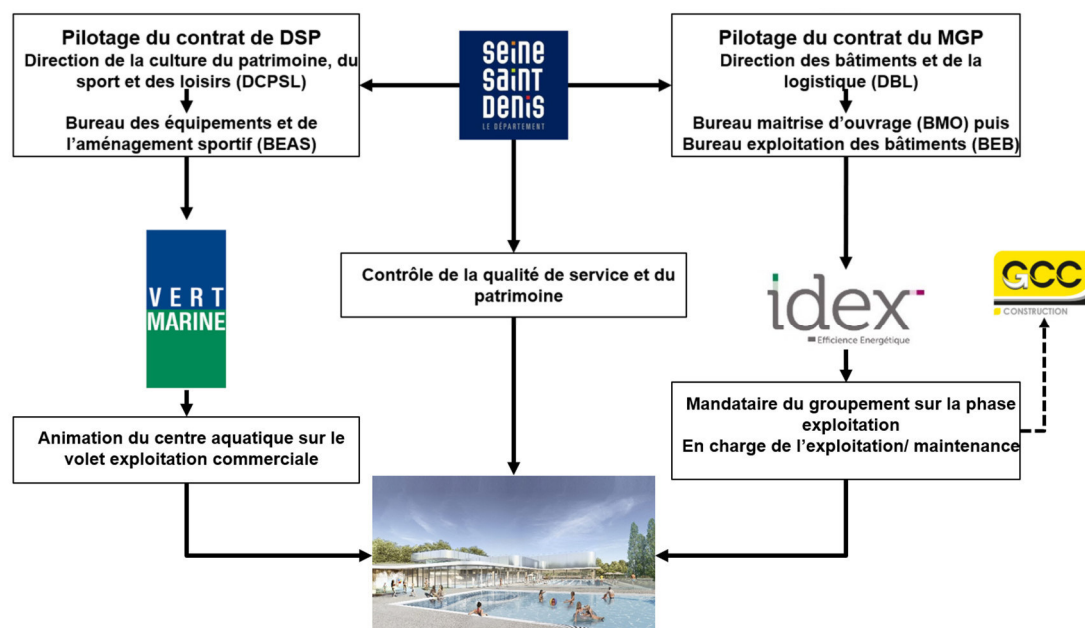 Pilotage du contrat de DSP
Direction de la culture du patrimoine, du
sport et des loisirs (DCPSL)
Bureau des équipements et de
l’aménagement sportif (BEAS)
seine
saint
denis
LE DÉPARTEMENT
Pilotage du contrat du MGP
Direction des bâtiments et de la
logistique (DBL)
Bureau maitrise d’ouvrage (BMO) puis
Bureau exploitation des bâtiments (BEB)
VERT
MARINE
Contrôle de la qualité de service et du
patrimoine
idex
Efficience Energétique
GCC
CONSTRUCTION
Animation du centre aquatique sur le
volet exploitation commerciale
Mandataire du groupement sur la phase
exploitation
En charge de l’exploitation/ maintenance